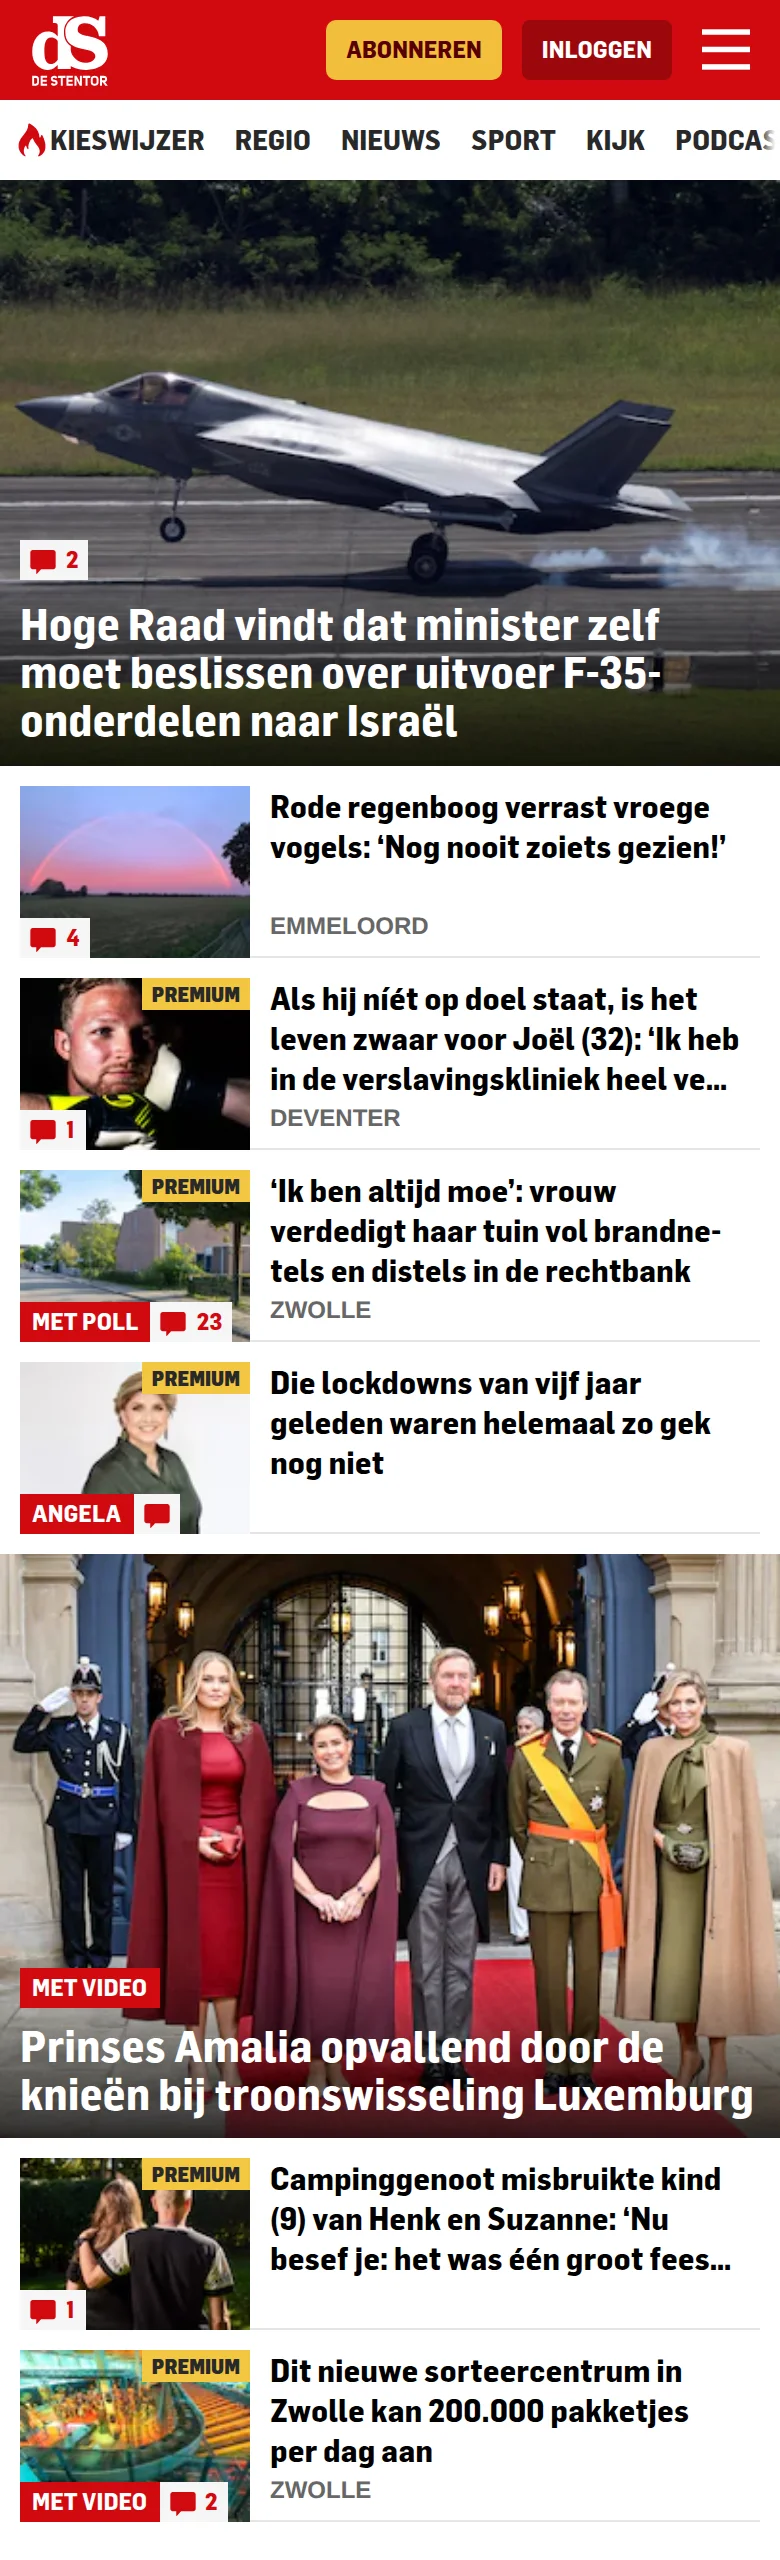 dS
DE STENTOR
ABONNEREN
INLOGGEN
KIESWIJZER REGIO NIEUWS SPORT KIJK PODCAS
2
Hoge Raad vindt dat minister zelf
moet beslissen over uitvoer F-35-
onderdelen naar Israël
Rode regenboog verrast vroege
vogels: ‘Nog nooit zoiets gezien!’
EMMELOORD
4
PREMIUM
Als hij níét op doel staat, is het
leven zwaar voor Joël (32): ‘Ik heb
in de verslavingskliniek heel ve...
DEVENTER
1
PREMIUM
‘Ik ben altijd moe’: vrouw
verdedigt haar tuin vol brandne-
tels en distels in de rechtbank
ZWOLLE
MET POLL
23
PREMIUM
Die lockdowns van vijf jaar
geleden waren helemaal zo gek
nog niet
ANGELA
MET VIDEO
Prinses Amalia opvallend door de
knieën bij troonswisseling Luxemburg
PREMIUM
Campinggenoot misbruikte kind
(9) van Henk en Suzanne: ‘Nu
besef je: het was één groot fees...
1
PREMIUM
Dit nieuwe sorteercentrum in
Zwolle kan 200.000 pakketjes
per dag aan
ZWOLLE
MET VIDEO
2